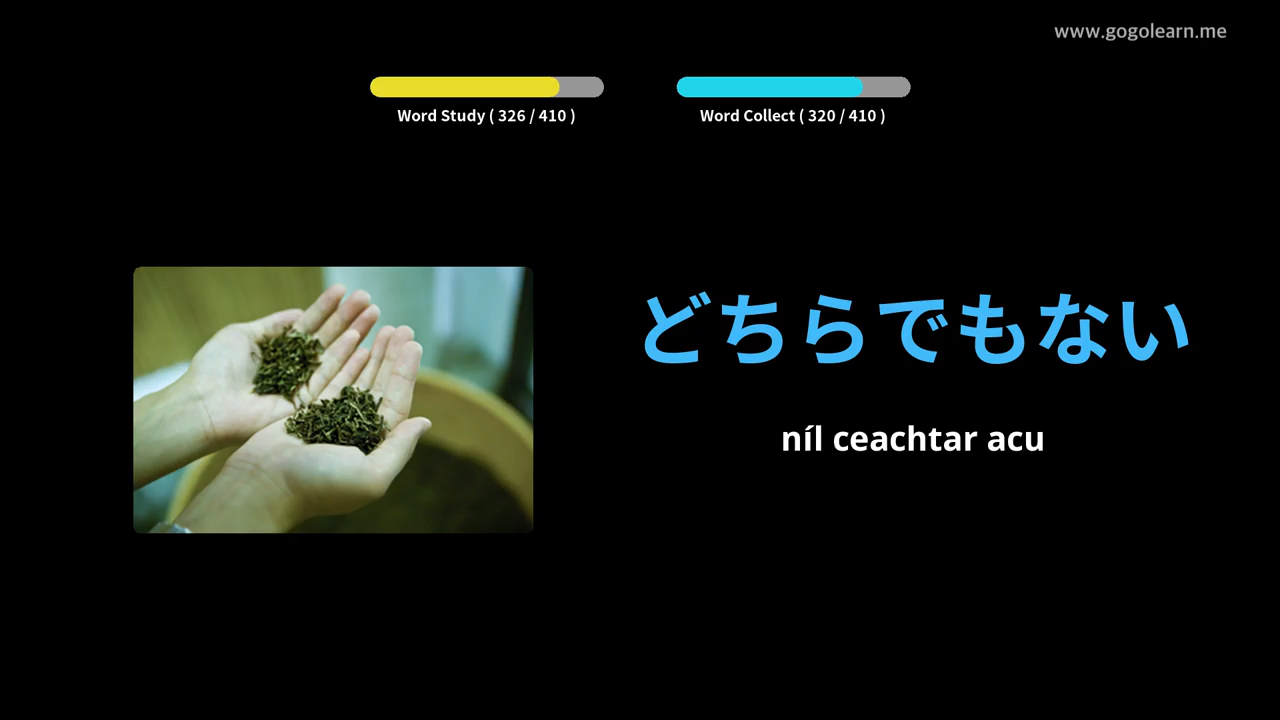 www.gogolearn.me
Word Study ( 326 / 410 )
Word Collect ( 320 / 410 )
どちらでもない
níl ceachtar acu